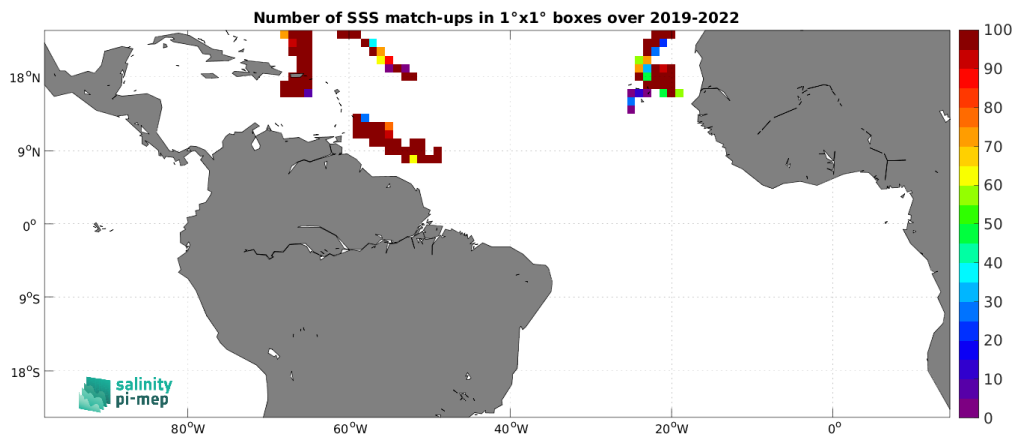 Number of SSS match-ups in 1°x1° boxes over 2019-2022
100
90
18°N
80
70
9°N
60
50
0°
40
30
9°S
20
18°S
10
salinity
pi-mep
0
80°W 60°W 40°W 20°W 0°